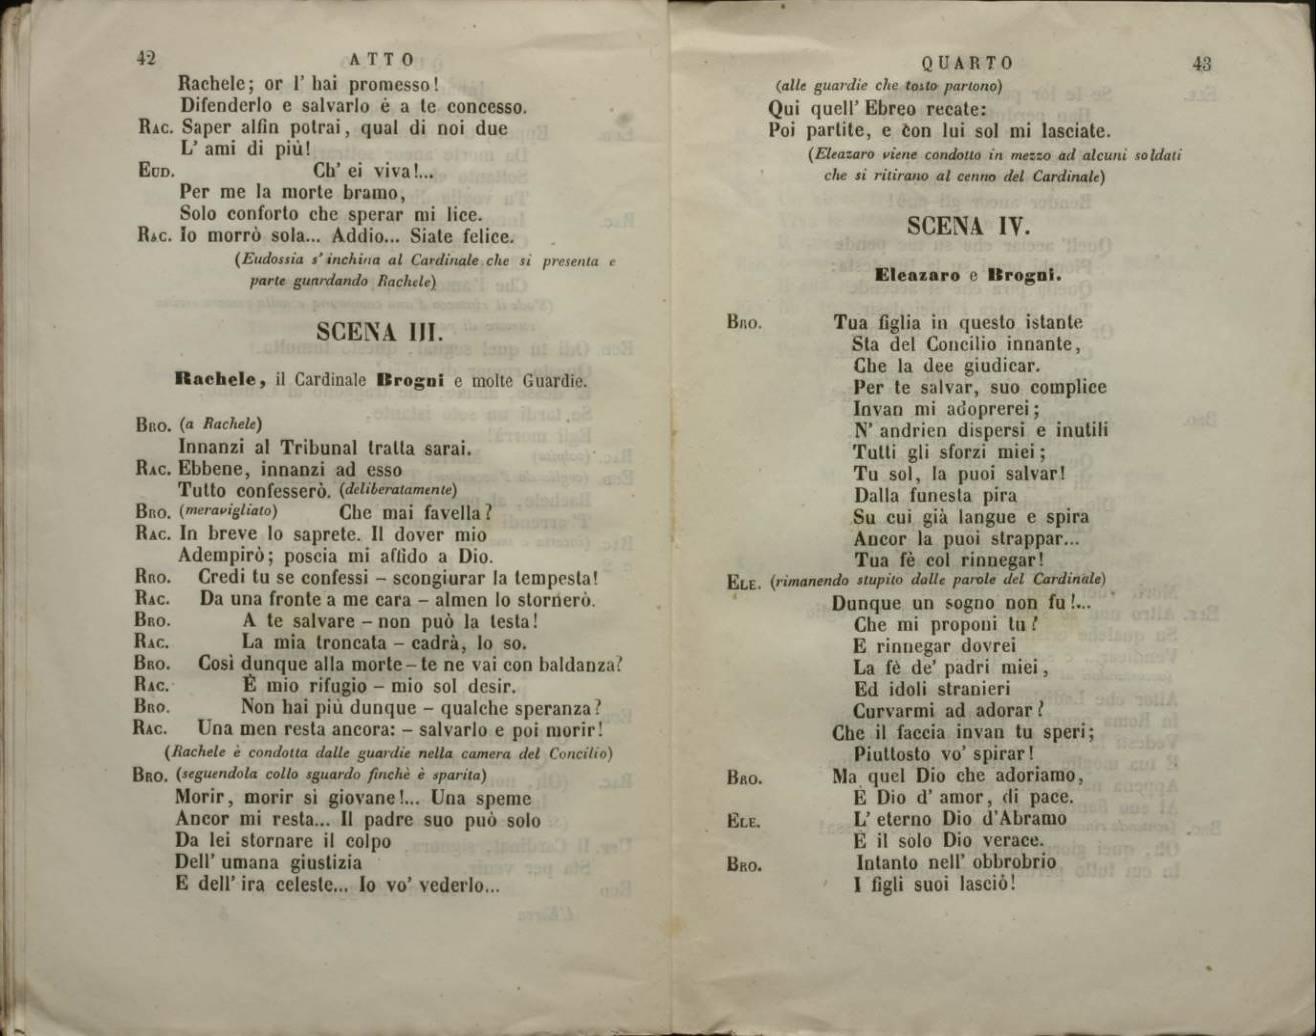 42
ATTO
Rachele; or l' hai promesso!
Difenderlo e salvarlo è a te concesso.
RAC. Saper alfin potrai, qual di noi due
L' ami di più!
EUD. Ch' ei viva!...
Per me la morte bramo,
Solo conforto che sperar mi lice.
RAC. Io morrò sola... Addio... Siate felice.
(Eudossia s' inchina al Cardinale che si presenta e
parte guardando Rachele)
SCENA III.
Rachele, il Cardinale Brogni e molte Guardie.
BRO. (a Rachele)
Innanzi al Tribunal tratta sarai.
RAC. Ebbene, innanzi ad esso
Tutto confesserò. (deliberatamente)
BRO. (meravigliato) Che mai favella?
RAC. In breve lo saprete. Il dover mio
Adempirò; poscia mi affido a Dio.
RRO. Credi tu se confessi – scongiurar la tempesta!
RAC. Da una fronte a me cara – almen lo stornerò.
BRO. A te salvare – non può la testa!
RAC. La mia troncata – cadrà, lo so.
BRO. Così dunque alla morte – te ne vai con baldanza?
RAC. È mio rifugio – mio sol desir.
BRO. Non hai più dunque – qualche speranza?
RAC. Una men resta ancora: – salvarlo e poi morir!
(Rachele è condotta dalle guardie nella camera del Concilio)
BRO. (seguendola collo sguardo finchè è sparita)
Morir, morir sì giovane!... Una speme
Ancor mi resta... Il padre suo può solo
Da lei stornare il colpo
Dell' umana giustizia
E dell' ira celeste... Io vo' vederlo...
QUARTO
43
(alle guardie che tosto partono)
Qui quell' Ebreo recate:
Poi partite, e con lui sol mi lasciate.
(Eleazaro viene condotto in mezzo ad alcuni soldati
che si ritirano al cenno del Cardinale)
SCENA IV.
Eleazaro e Brogni.
BRO. Tua figlia in questo istante
Sta del Concilio innante,
Che la dee giudicar.
Per te salvar, suo complice
Invan mi adoprerei;
N' andrien dispersi e inutili
Tutti gli sforzi miei;
Tu sol, la puoi salvar!
Dalla funesta pira
Su cui già langue e spira
Ancor la puoi strappar...
Tua fè col rinnegar!
ELE. (rimanendo stupito dalle parole del Cardinale)
Dunque un sogno non fu!...
Che mi proponi tu?
E rinnegar dovrei
La fè de' padri miei,
Ed idoli stranieri
Curvarmi ad adorar?
Che il faccia invan tu speri;
Piuttosto vo' spirar!
BRO. Ma quel Dio che adoriamo,
È Dio d' amor, di pace.
ELE. L' eterno Dio d'Abramo
È il solo Dio verace.
BRO. Intanto nell' obbrobrio
I figli suoi lasciò!